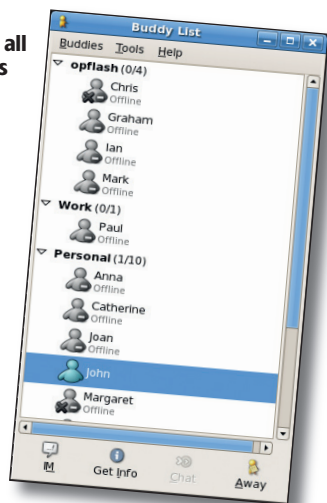 all
s
Buddy List
Buddies Tools Help
opflash (0/4)
Chris
Offline
Graham
Offline
Ian
Offline
Mark
Offline
Work (0/1)
Paul
Offline
Personal (1/10)
Anna
Offline
Catherine
Offline
Joan
Offline
John
Margaret
Offline
IM
Get Info
Chat
Away